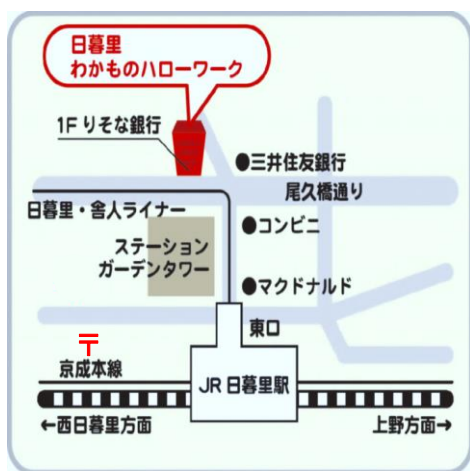 日暮里
わかものハローワーク
1F りそな銀行
●三井住友銀行
尾久橋通り
日暮里・舎人ライナー
●コンビニ
ステーション
ガーデンタワー
●マクドナルド
東口
〒
京成本線
JR 日暮里駅
←西日暮里方面
上野方面→